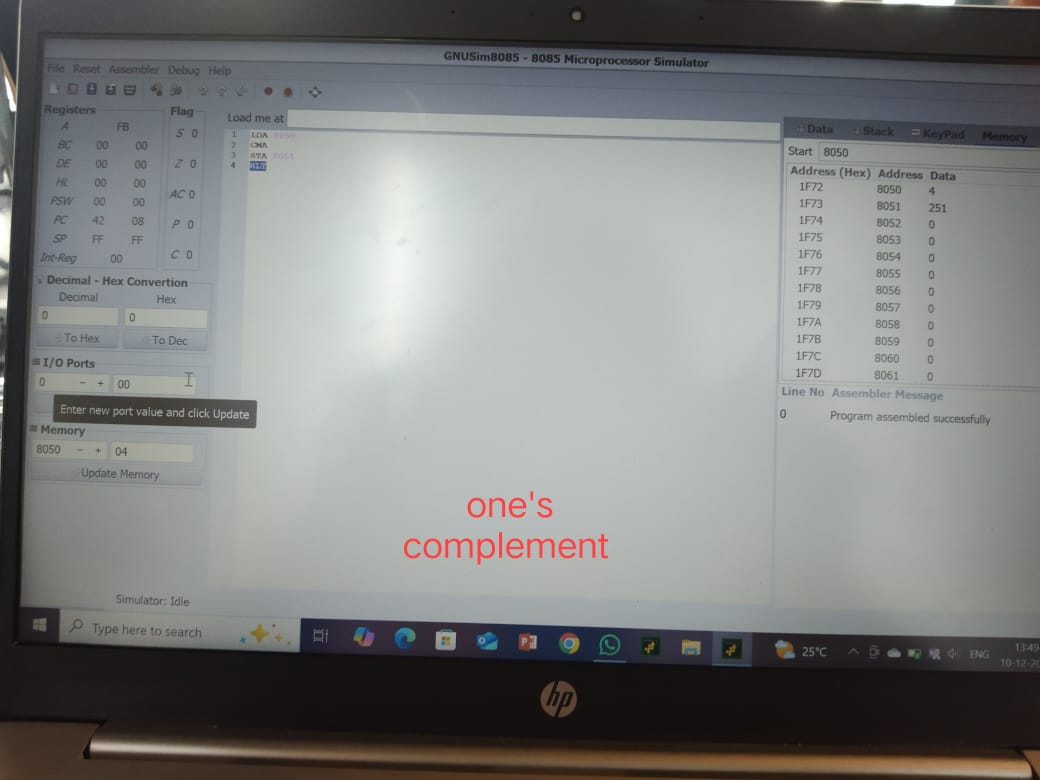 GNUSim8085 - 8085 Microprocessor Simulator
File Reset Assembler Debug Help
Registers
A FB
BC 00 00
DE 00 00
HL 00 00
PSW 00 00
PC 42 08
SP FF FF
Int-Reg 00
Flag
S 0
Z 0
AC 0
P 0
C 0
Decimal - Hex Convertion
Decimal Hex
0 0
To Hex To Dec
I/O Ports
0 - + 00
Enter new port value and click Update
Memory
8050 - + 04
Update Memory
Simulator: Idle
Load me at
1 LDA 8050
2 CMA
3 STA 8051
4 HLT
one's
complement
Data Stack KeyPad Memory
Start 8050
Address (Hex) Address Data
1F72 8050 4
1F73 8051 251
1F74 8052 0
1F75 8053 0
1F76 8054 0
1F77 8055 0
1F78 8056 0
1F79 8057 0
1F7A 8058 0
1F7B 8059 0
1F7C 8060 0
1F7D 8061 0
Line No Assembler Message
0 Program assembled successfully
Type here to search
25°C ENG
13:49
10-12-20
hp